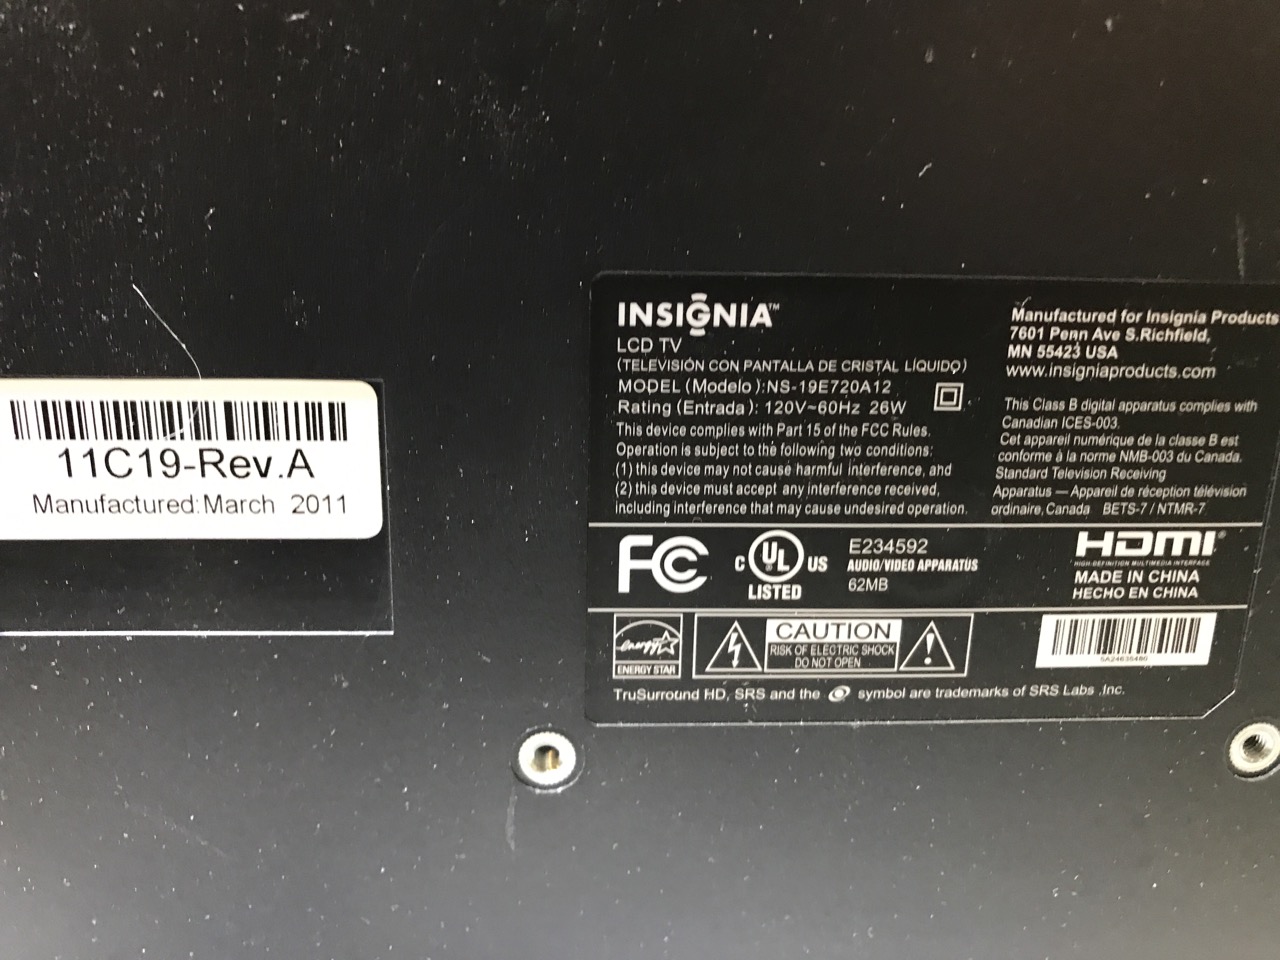 11C19-Rev.A
Manufactured:March 2011
INSIGNIA™
LCD TV
(TELEVISIÓN CON PANTALLA DE CRISTAL LÍQUIDO)
MODEL (Modelo):NS-19E720A12
Rating (Entrada): 120V~60Hz 26W
This device complies with Part 15 of the FCC Rules.
Operation is subject to the following two conditions:
(1) this device may not cause harmful interference, and
(2) this device must accept any interference received,
including interference that may cause undesired operation.
Manufactured for Insignia Products
7601 Penn Ave S.Richfield,
MN 55423 USA
www.insigniaproducts.com
This Class B digital apparatus complies with
Canadian ICES-003.
Cet appareil numérique de la classe B est
conforme à la norme NMB-003 du Canada.
Standard Television Receiving
Apparatus — Appareil de réception télévision
ordinaire, Canada BETS-7 / NTMR-7
FC
C UL US
LISTED
E234592
AUDIO/VIDEO APPARATUS
62MB
HDMI®
HIGH-DEFINITION MULTIMEDIA INTERFACE
MADE IN CHINA
HECHO EN CHINA
energy
ENERGY STAR
CAUTION
RISK OF ELECTRIC SHOCK
DO NOT OPEN
TruSurround HD, SRS and the symbol are trademarks of SRS Labs ,Inc.